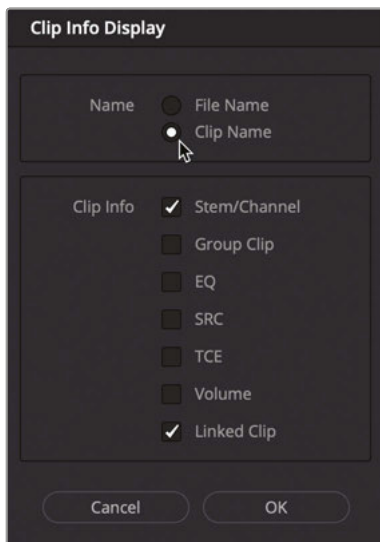 Clip Info Display
Name File Name
Clip Name
Clip Info Stem/Channel
Group Clip
EQ
SRC
TCE
Volume
Linked Clip
Cancel OK